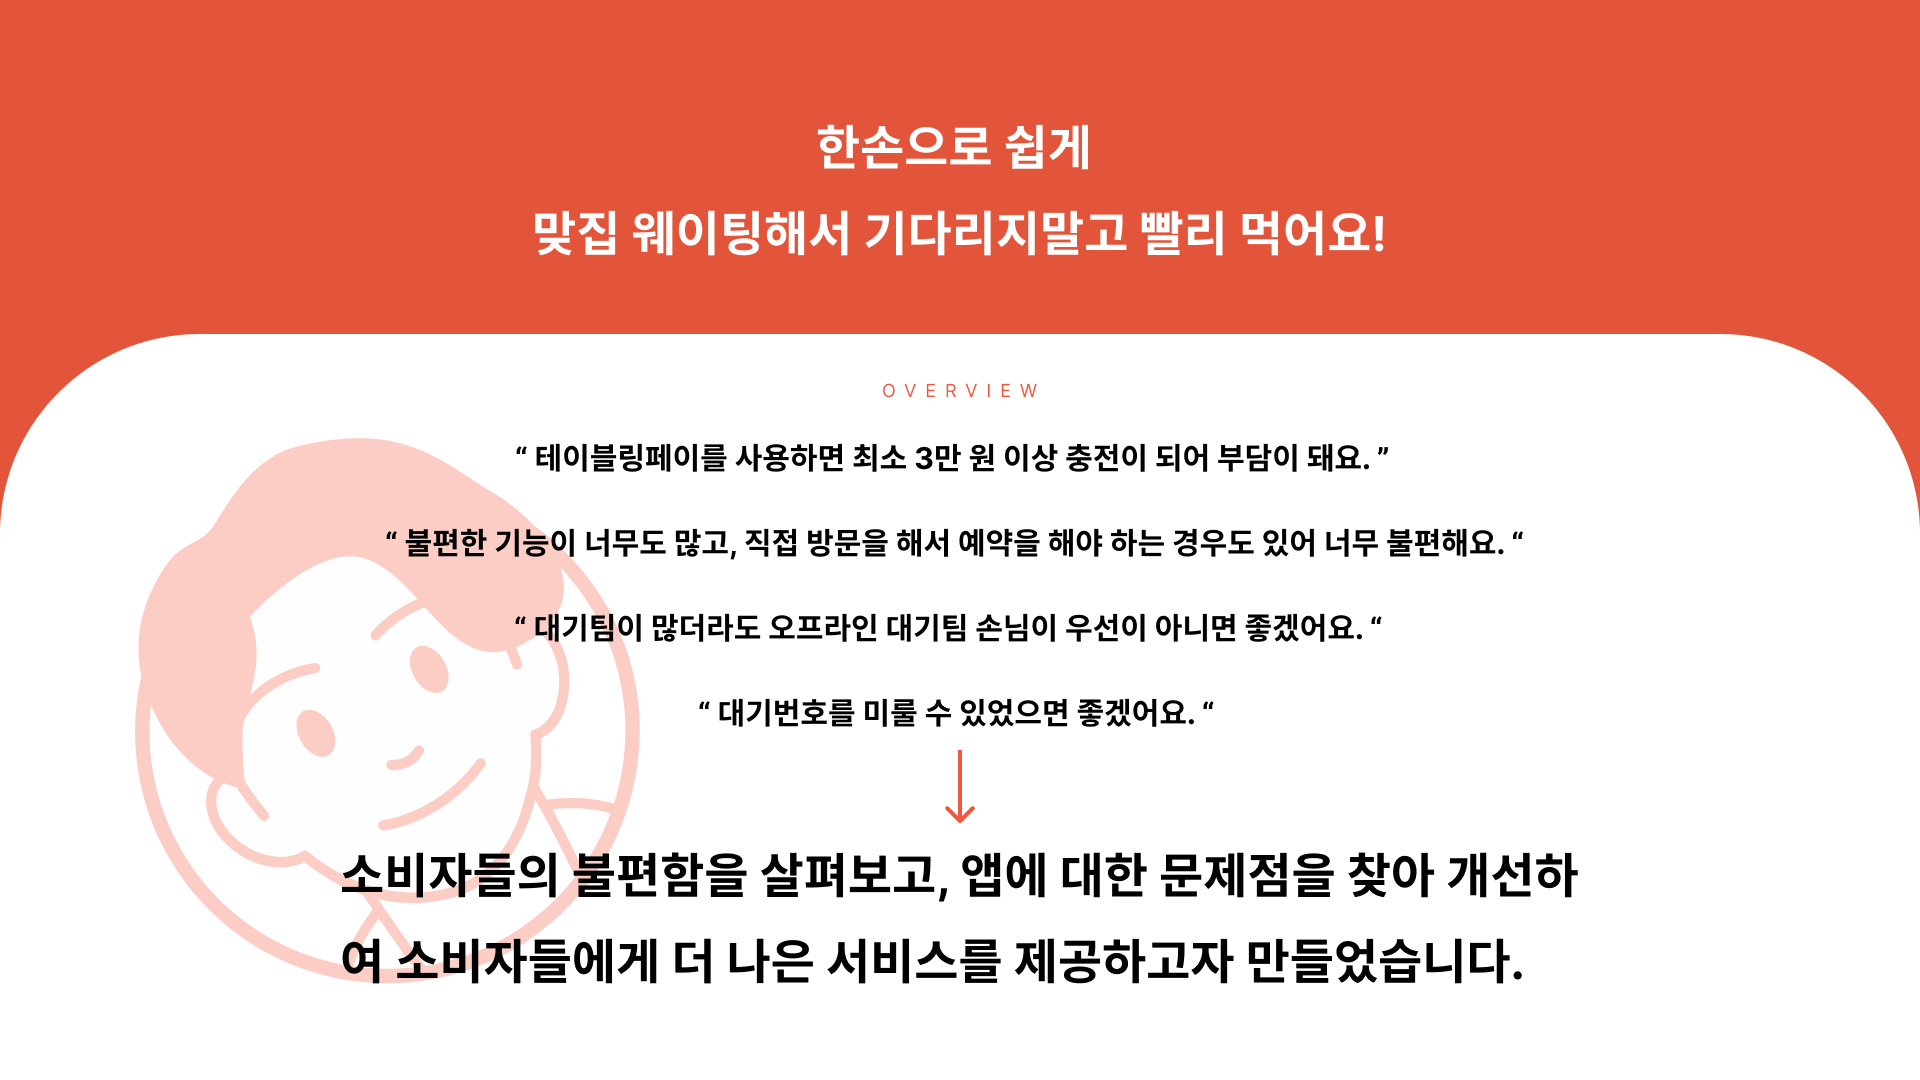 한손으로 쉽게
맞집 웨이팅해서 기다리지말고 빨리 먹어요!
OVERVIEW
“ 테이블링페이를 사용하면 최소 3만 원 이상 충전이 되어 부담이 돼요. ”
“ 불편한 기능이 너무도 많고, 직접 방문을 해서 예약을 해야 하는 경우도 있어 너무 불편해요. “
“ 대기팀이 많더라도 오프라인 대기팀 손님이 우선이 아니면 좋겠어요. “
“ 대기번호를 미룰 수 있었으면 좋겠어요. “
소비자들의 불편함을 살펴보고, 앱에 대한 문제점을 찾아 개선하
여 소비자들에게 더 나은 서비스를 제공하고자 만들었습니다.